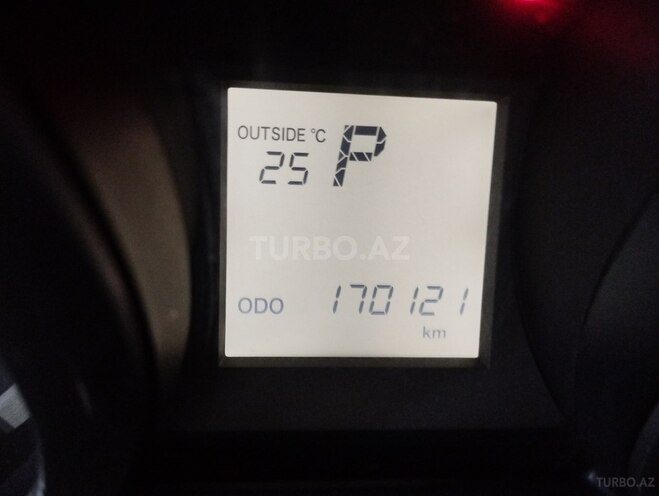 OUTSIDE °C P
25
TURBO.AZ
ODO 170121
km
TURBO.AZ